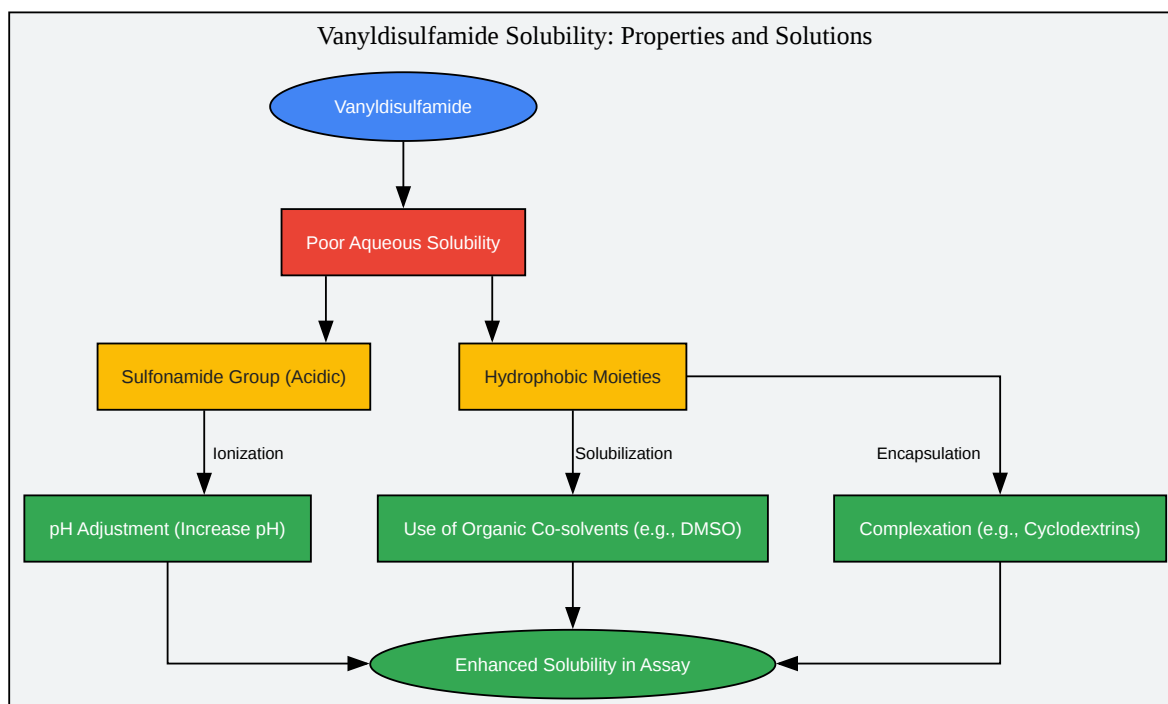 Vanyldisulfamide Solubility: Properties and Solutions
Vanyldisulfamide
Poor Aqueous Solubility
Sulfonamide Group (Acidic)
Hydrophobic Moieties
Ionization
Solubilization
Encapsulation
pH Adjustment (Increase pH)
Use of Organic Co-solvents (e.g., DMSO)
Complexation (e.g., Cyclodextrins)
Enhanced Solubility in Assay